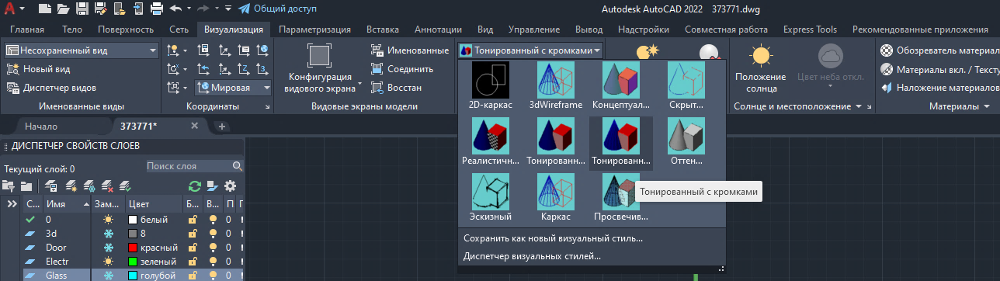 Общий доступ
Autodesk AutoCAD 2022 373771.dwg
Главная Тело Поверхность Сеть Визуализация Параметризация Вставка Аннотации Вид Управление Вывод Надстройки Совместная работа Express Tools Рекомендованные приложения
Несохраненный вид
Новый вид
Диспетчер видов
Именованные виды
Мировая
Координаты
Конфигурация
видового экрана
Именованные
Соединить
Восстан
Видовые экраны модели
Тонированный с кромками
2D-каркас 3dWireframe Концептуал... Скрыт...
Реалистичн... Тонированн... Тонированн... Оттен...
Эскизный Каркас Просвечив...
Тонированный с кромками
Сохранить как новый визуальный стиль...
Диспетчер визуальных стилей...
Положение
солнца
Цвет неба откл.
Солнце и местоположение
Обозреватель материал
Материалы вкл. / Тексту
Наложение материалов
Материалы
Начало 373771*
ДИСПЕТЧЕР СВОЙСТВ СЛОЕВ
Текущий слой: 0
Поиск слоя
С... Имя Зам... Цвет Б... В... П
0 белый 0
3d 8 0
Door красный 0
Electr зеленый 0
Glass голубой 0